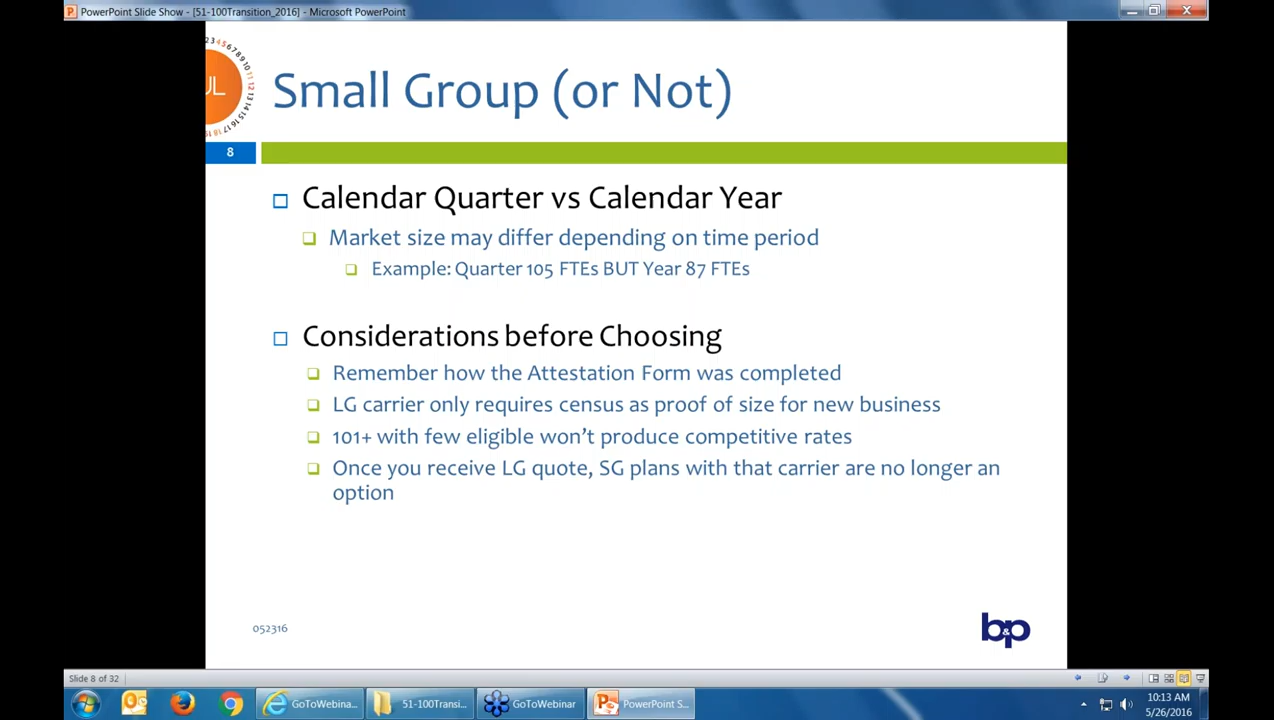 PowerPoint Slide Show - [51-100Transition_2016] - Microsoft PowerPoint
Small Group (or Not)
8
Calendar Quarter vs Calendar Year
Market size may differ depending on time period
Example: Quarter 105 FTEs BUT Year 87 FTEs
Considerations before Choosing
Remember how the Attestation Form was completed
LG carrier only requires census as proof of size for new business
101+ with few eligible won't produce competitive rates
Once you receive LG quote, SG plans with that carrier are no longer an
option
052316
b&p
Slide 8 of 32
GoToWebina...
51-100Transi...
GoToWebinar
PowerPoint S...
10:13 AM
5/26/2016